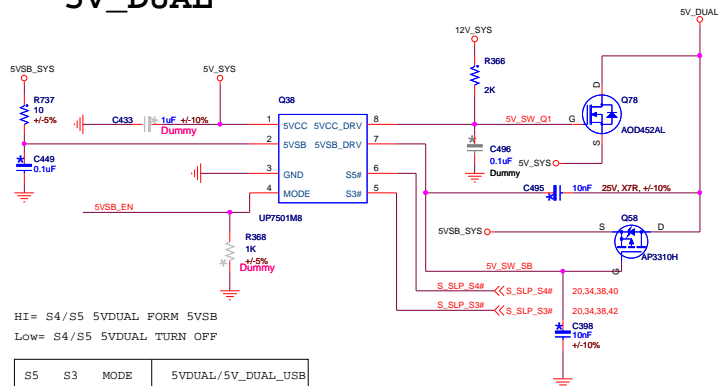 5V_DUAL
5V_DUAL
12V_SYS
5VSB_SYS
5V_SYS
R366
2K
R737
10
+/-5%
Q38
Q78
C433
1uF +/-10%
Dummy
1
5VCC
5VCC_DRV
8
5V_SW_Q1
D
G
S
AOD452AL
2
5VSB
5VSB_DRV
7
C449
0.1uF
C496
0.1uF
Dummy
5V_SYS
3
GND
S5#
6
4
MODE
S3#
5
C495
10nF
25V, X7R, +/-10%
5VSB_EN
UP7501M8
Q58
5VSB_SYS
S
D
G
AP3310H
R368
1K
+/-5%
Dummy
5V_SW_SB
S_SLP_S4#
S_SLP_S4#
20,34,38,40
S_SLP_S3#
S_SLP_S3#
20,34,38,42
HI= S4/S5 5VDUAL FORM 5VSB
Low= S4/S5 5VDUAL TURN OFF
C398
10nF
+/-10%
S5 S3 MODE 5VDUAL/5V_DUAL_USB